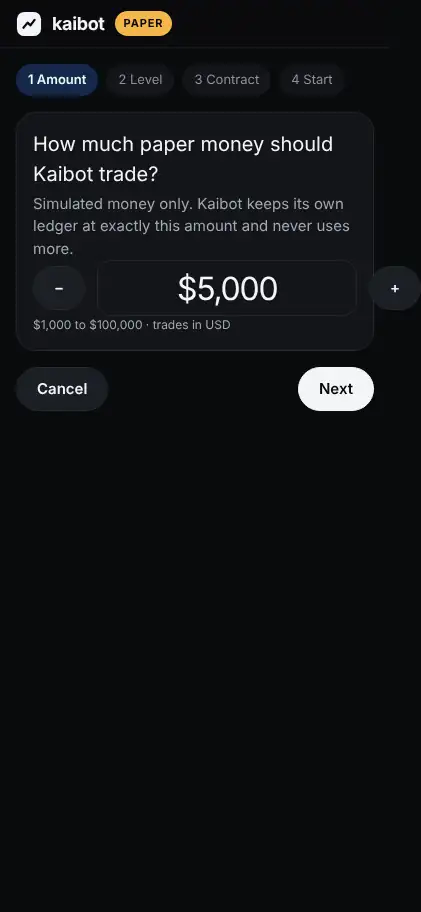 kaibot PAPER
1 Amount 2 Level 3 Contract 4 Start
How much paper money should
Kaibot trade?
Simulated money only. Kaibot keeps its own
ledger at exactly this amount and never uses
more.
− $5,000 +
$1,000 to $100,000 · trades in USD
Cancel Next